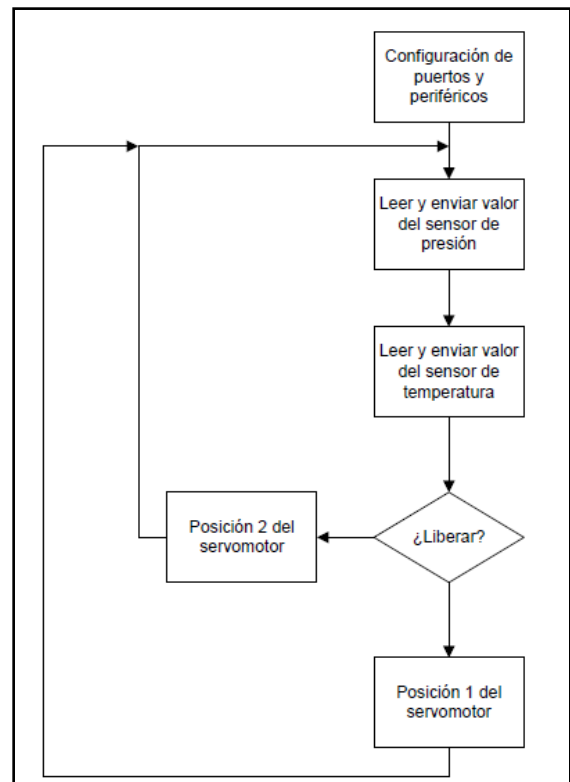 Configuración de
puertos y
periféricos
Leer y enviar valor
del sensor de
presión
Leer y enviar valor
del sensor de
temperatura
¿Liberar?
Posición 2 del
servomotor
Posición 1 del
servomotor